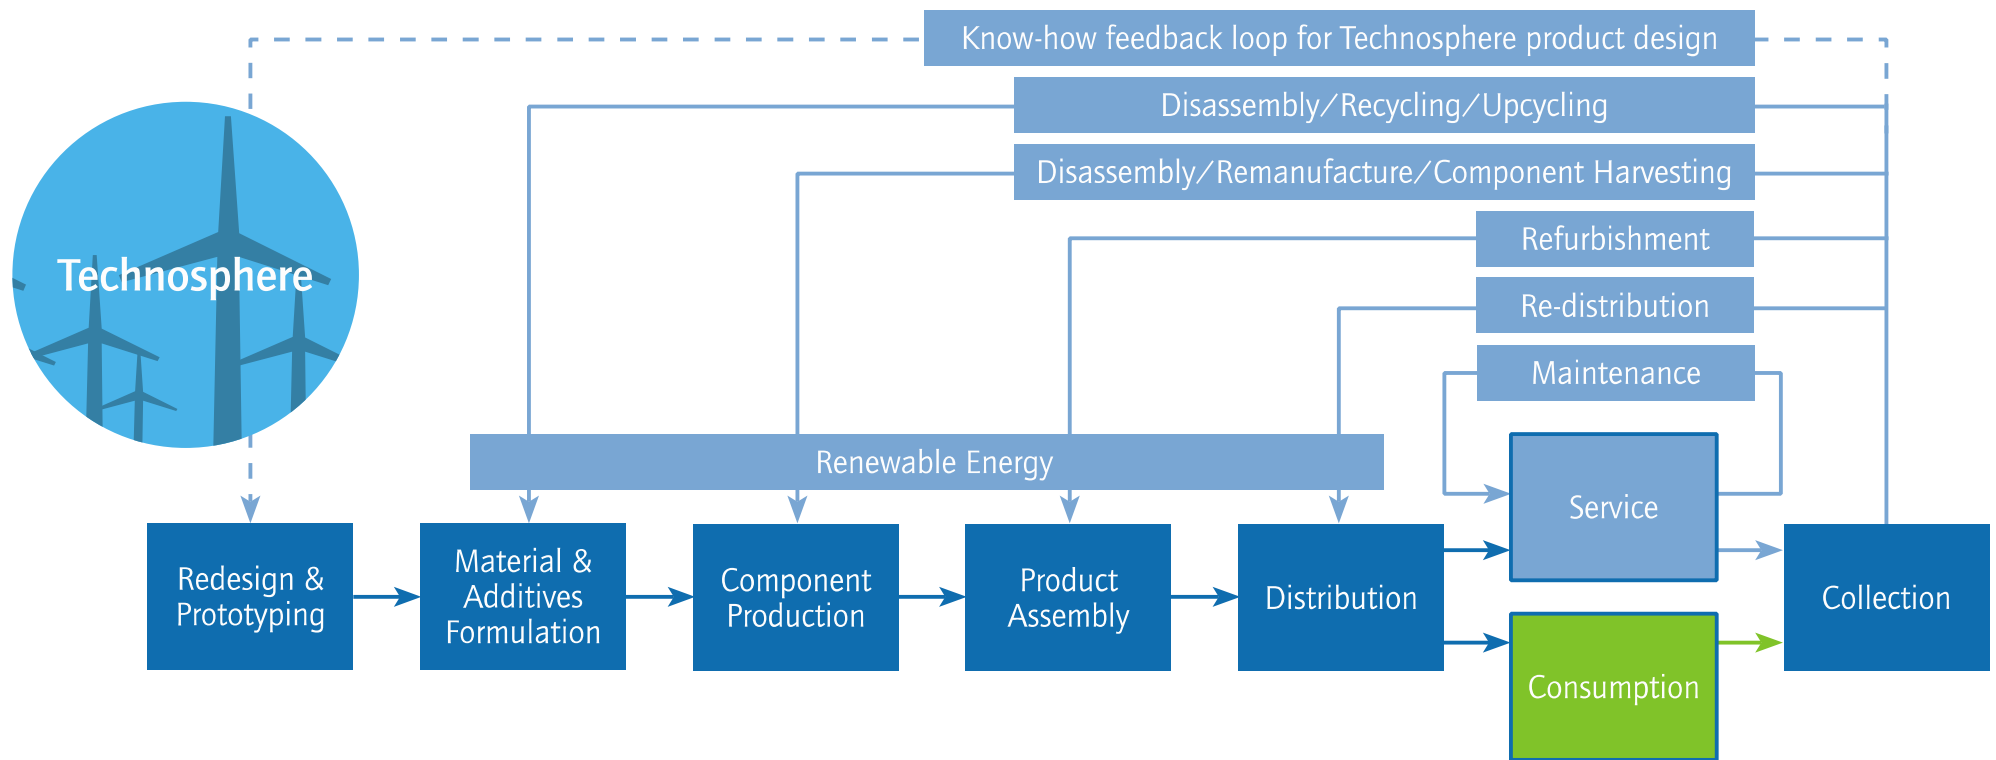 Know-how feedback loop for Technosphere product design
Disassembly/Recycling/Upcycling
Disassembly/Remanufacture/Component Harvesting
Refurbishment
Technosphere
Re-distribution
Maintenance
Renewable Energy
Service
Redesign &
Prototyping
Material &
Additives
Formulation
Component
Production
Product
Assembly
Distribution
Collection
Consumption